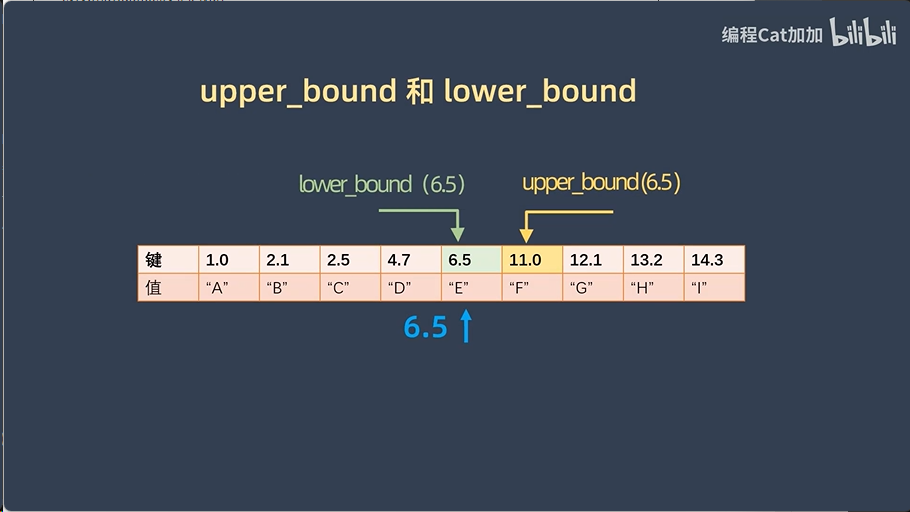 编程Cat加加 bilibili
upper_bound 和 lower_bound
lower_bound（6.5） upper_bound(6.5)
键 1.0 2.1 2.5 4.7 6.5 11.0 12.1 13.2 14.3
值 “A” “B” “C” “D” “E” “F” “G” “H” “I”
6.5